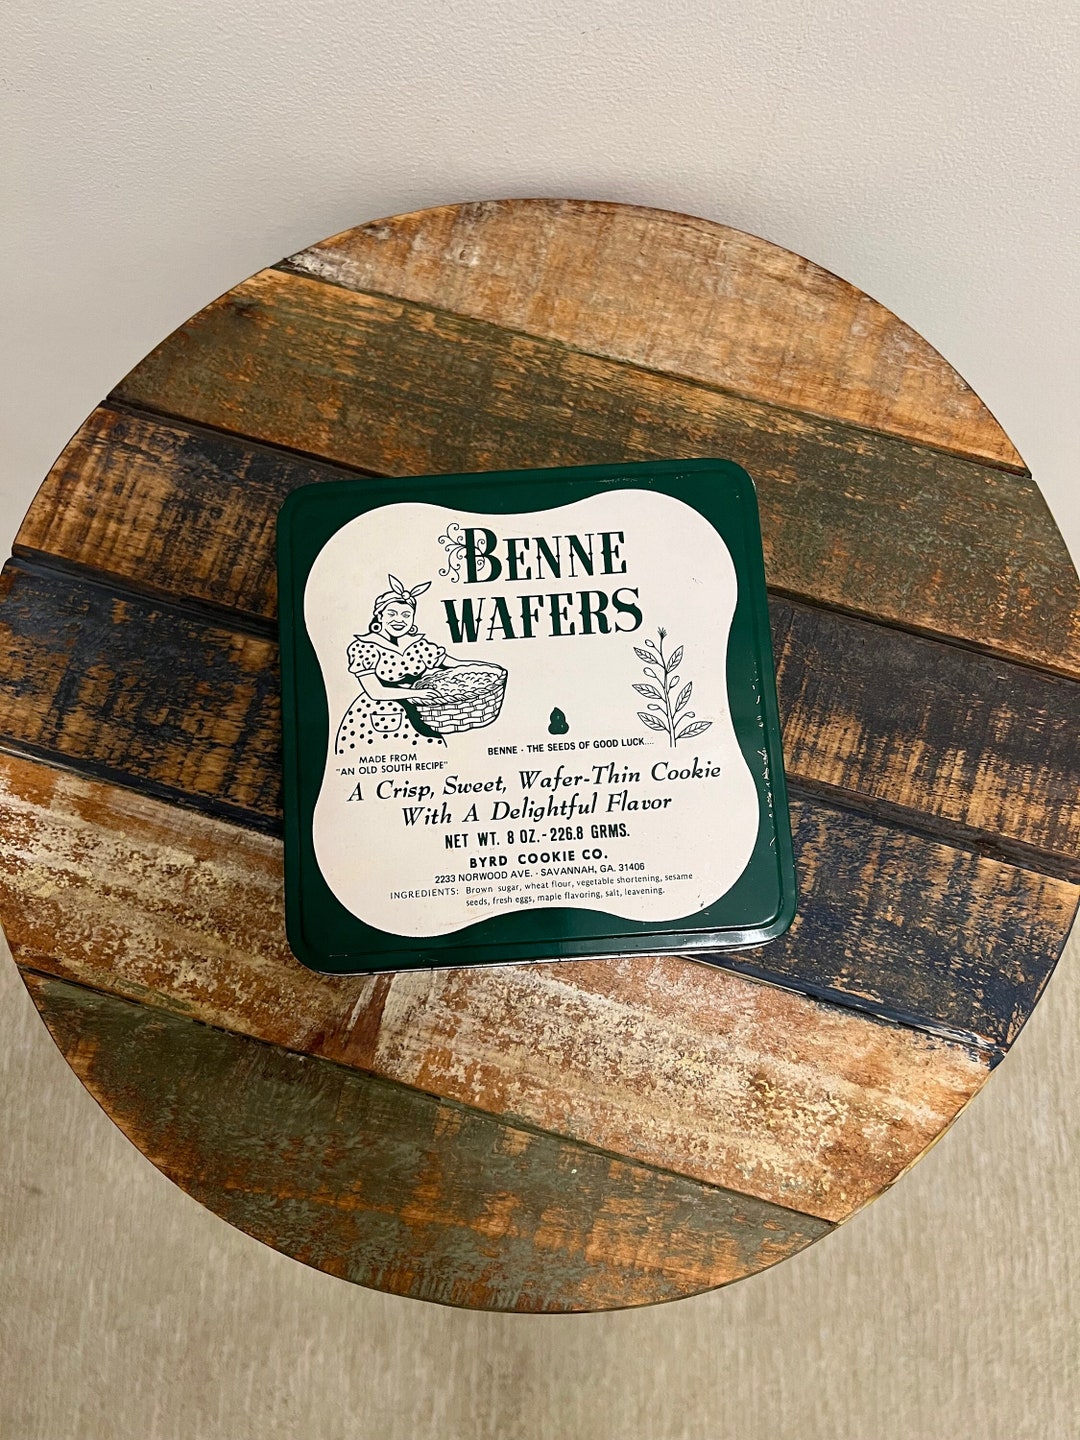 BENNE
WAFERS
BENNE - THE SEEDS OF GOOD LUCK....
MADE FROM
"AN OLD SOUTH RECIPE"
A Crisp, Sweet, Wafer-Thin Cookie
With A Delightful Flavor
NET WT. 8 OZ.-226.8 GRMS.
BYRD COOKIE CO.
2233 NORWOOD AVE. - SAVANNAH, GA. 31406
INGREDIENTS: Brown sugar, wheat flour, vegetable shortening, sesame
seeds, fresh eggs, maple flavoring, salt, leavening.